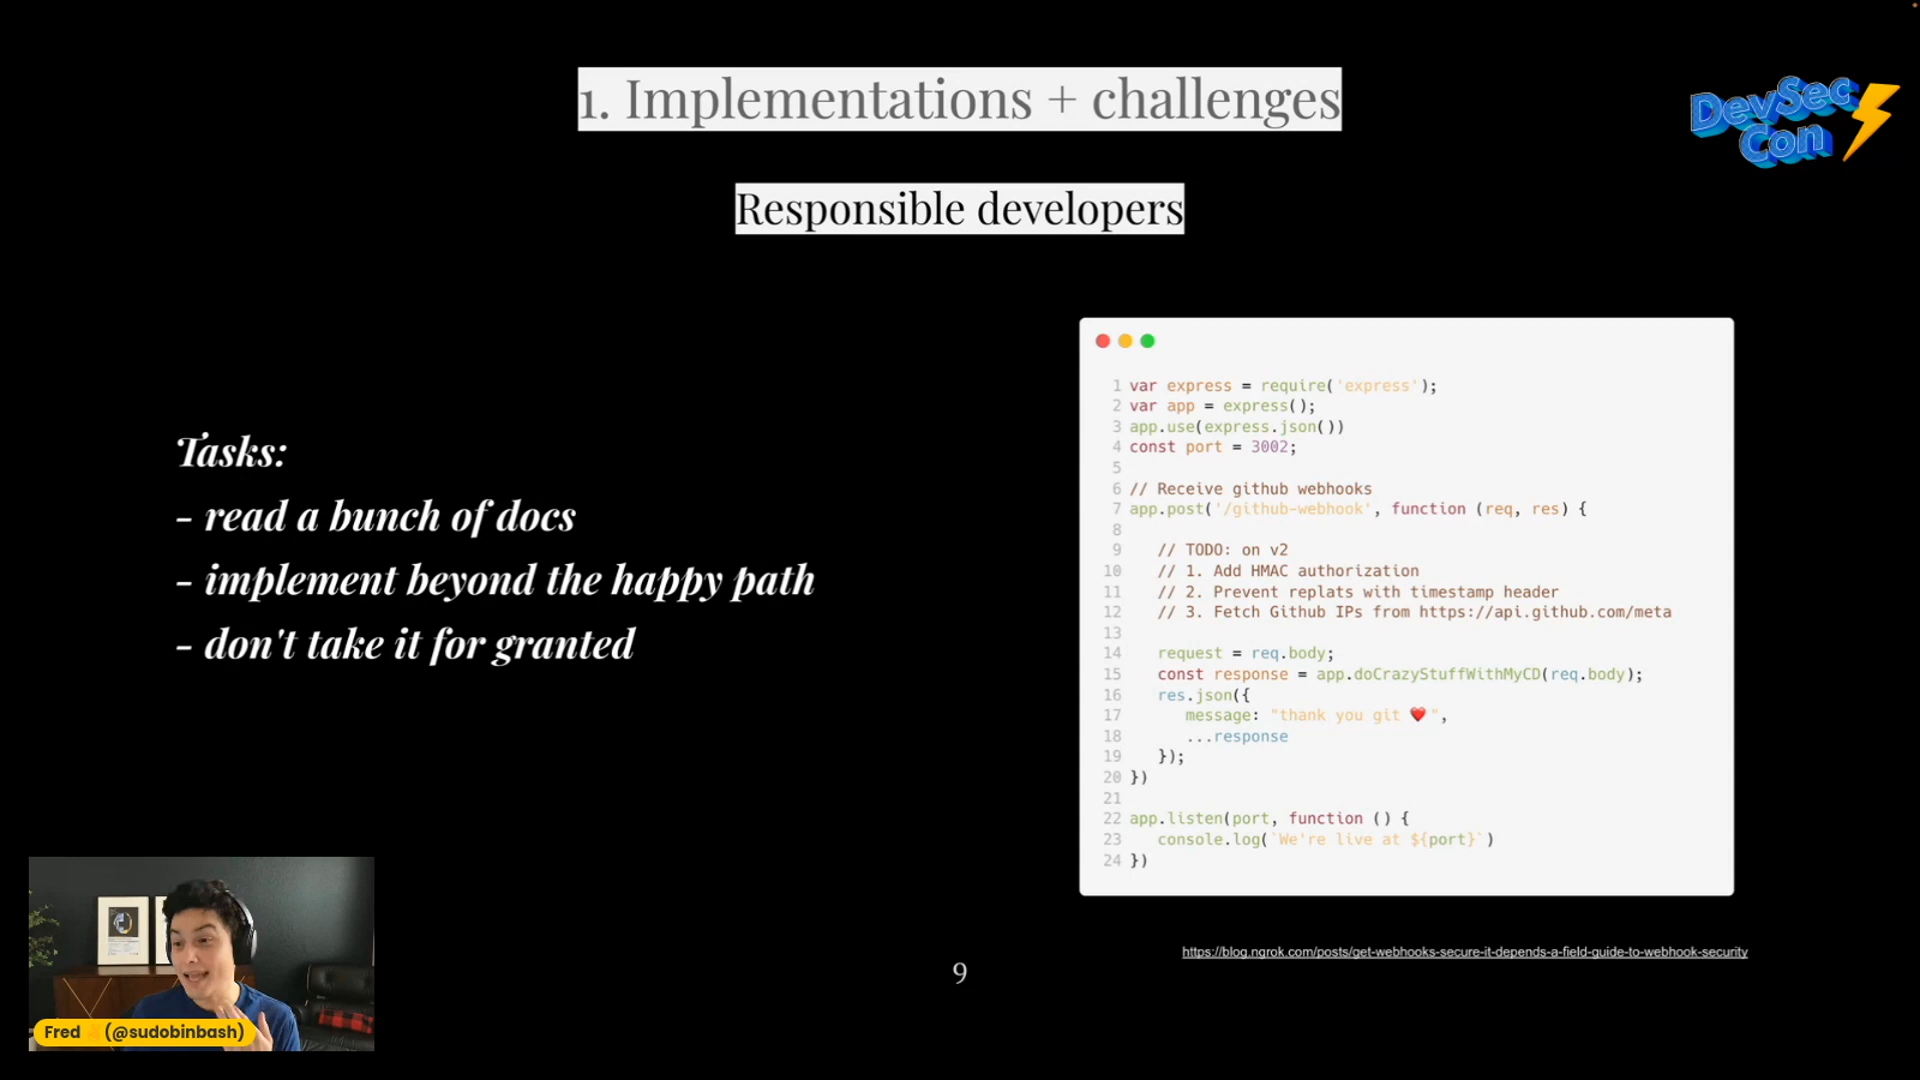 1. Implementations + challenges
DevSec
Con
Responsible developers
Tasks:
- read a bunch of docs
- implement beyond the happy path
- don't take it for granted
1 var express = require('express');
2 var app = express();
3 app.use(express.json())
4 const port = 3002;
5
6 // Receive github webhooks
7 app.post('/github-webhook', function (req, res) {
8
9 // TODO: on v2
10 // 1. Add HMAC authorization
11 // 2. Prevent replats with timestamp header
12 // 3. Fetch Github IPs from https://api.github.com/meta
13
14 request = req.body;
15 const response = app.doCrazyStuffWithMyCD(req.body);
16 res.json({
17 message: "thank you git ❤️",
18 ...response
19 });
20 })
21
22 app.listen(port, function () {
23 console.log(`We're live at ${port}`)
24 })
https://blog.ngrok.com/posts/get-webhooks-secure-it-depends-a-field-guide-to-webhook-security
9
Fred (@sudobinbash)